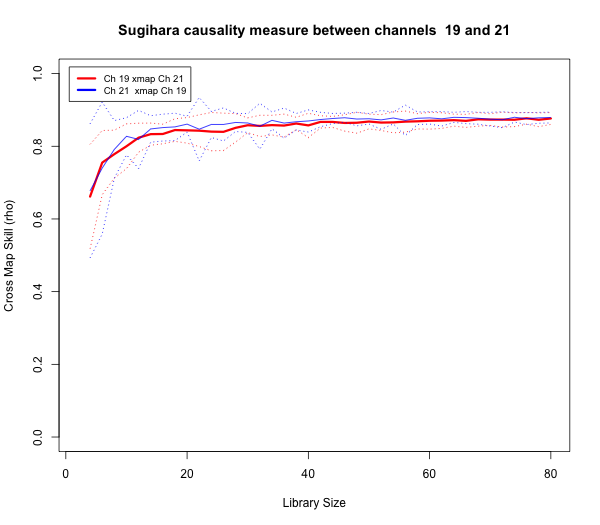 Sugihara causality measure between channels  19 and 21
Ch 19 xmap Ch 21
Ch 21  xmap Ch 19
Cross Map Skill (rho)
1.0
0.8
0.6
0.4
0.2
0.0
0 20 40 60 80
Library Size